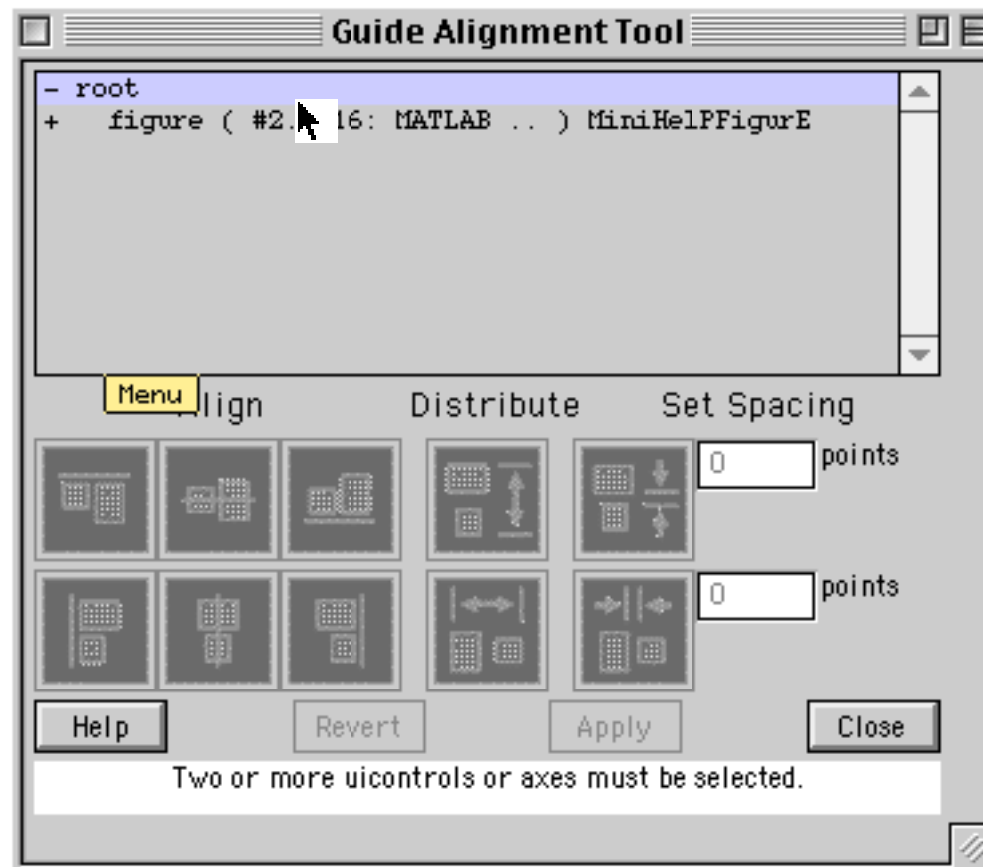 Guide Alignment Tool
- root
+ figure ( #2. 16: MATLAB .. ) MiniHelPFigurE
Menu
lign Distribute Set Spacing
0 points
0 points
Help Revert Apply Close
Two or more uicontrols or axes must be selected.